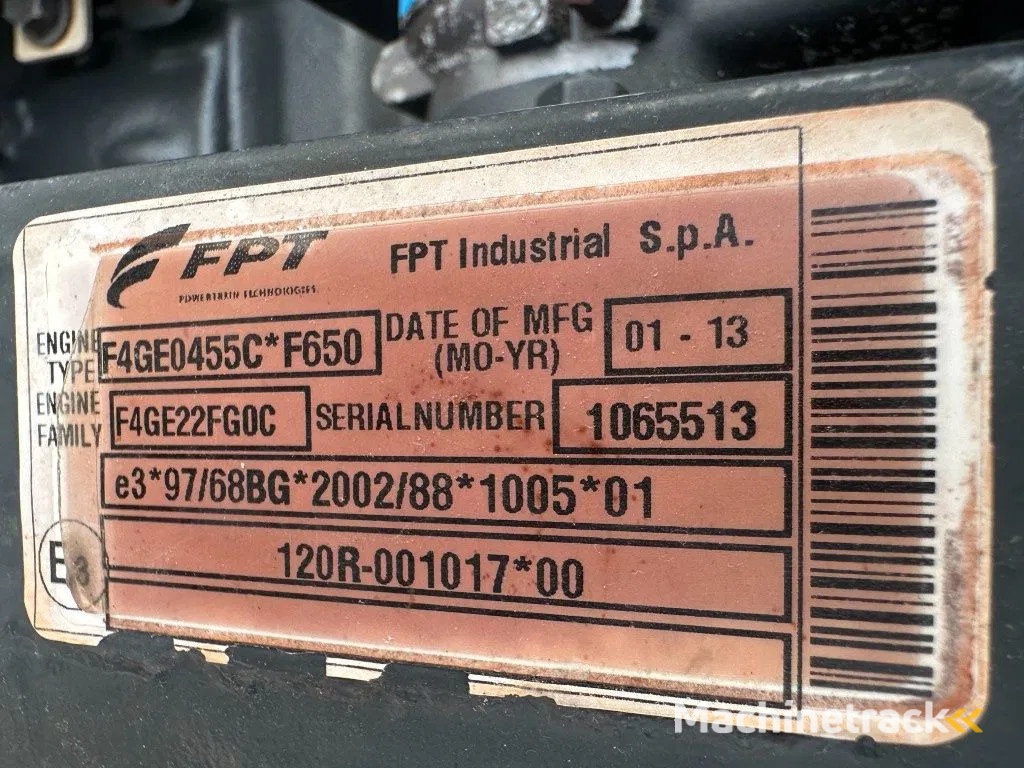 FPT
POWERTRAIN TECHNOLOGIES
FPT Industrial S.p.A.
ENGINE TYPE F4GE0455C*F650 DATE OF MFG (MO-YR) 01 - 13
ENGINE FAMILY F4GE22FG0C SERIALNUMBER 1065513
e3*97/68BG*2002/88*1005*01
E3 120R-001017*00
Machinetrack